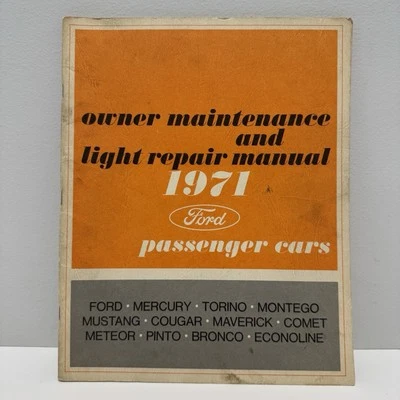 owner maintenance
and
light repair manual
1971
Ford
passenger cars
FORD • MERCURY • TORINO • MONTEGO
MUSTANG • COUGAR • MAVERICK • COMET
METEOR • PINTO • BRONCO • ECONOLINE